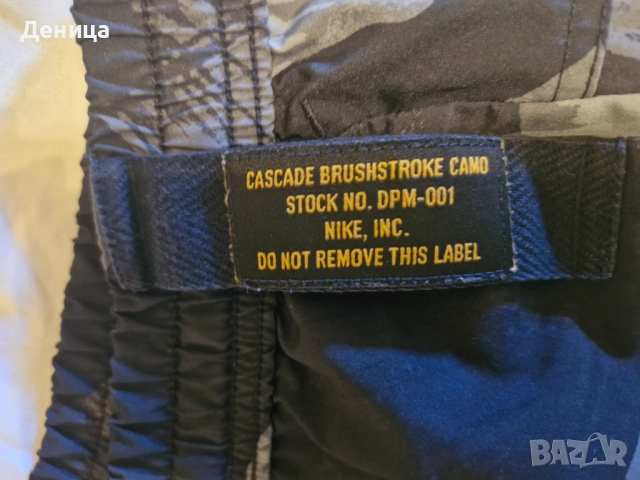 Деница
CASCADE BRUSHSTROKE CAMO
STOCK NO. DPM-001
NIKE, INC.
DO NOT REMOVE THIS LABEL
BAZAR